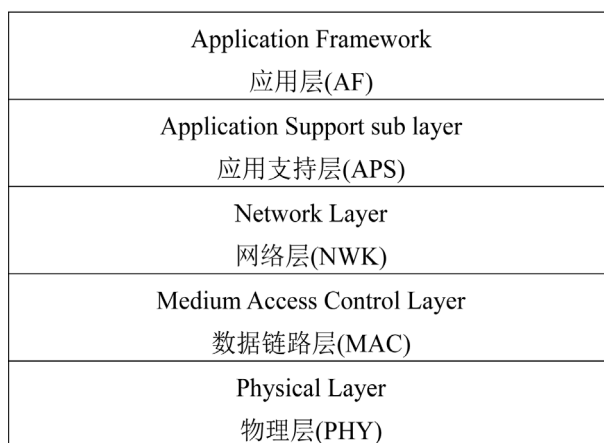 Application Framework
应用层(AF)
Application Support sub layer
应用支持层(APS)
Network Layer
网络层(NWK)
Medium Access Control Layer
数据链路层(MAC)
Physical Layer
物理层(PHY)